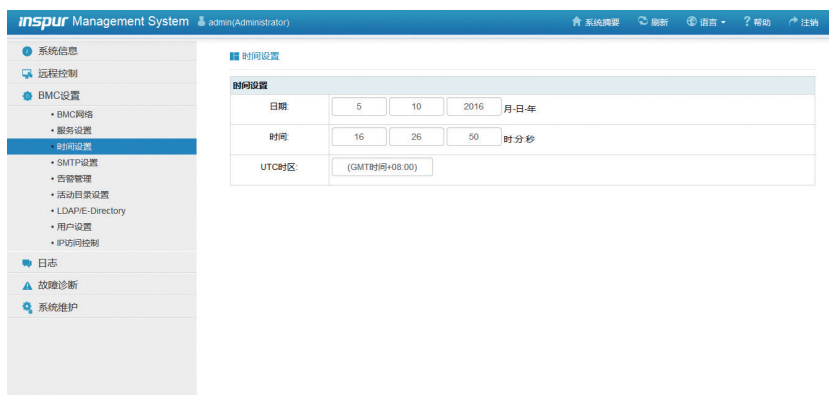 inspur Management System admin(Administrator) 系统摘要 刷新 语言 ? 帮助 注销
系统信息
远程控制
BMC设置
• BMC网络
• 服务设置
• 时间设置
• SMTP设置
• 告警管理
• 活动目录设置
• LDAP/E-Directory
• 用户设置
• IP访问控制
日志
故障诊断
系统维护
时间设置
时间设置
日期: 5 10 2016 月-日-年
时间: 16 26 50 时:分:秒
UTC时区: (GMT时间+08:00)